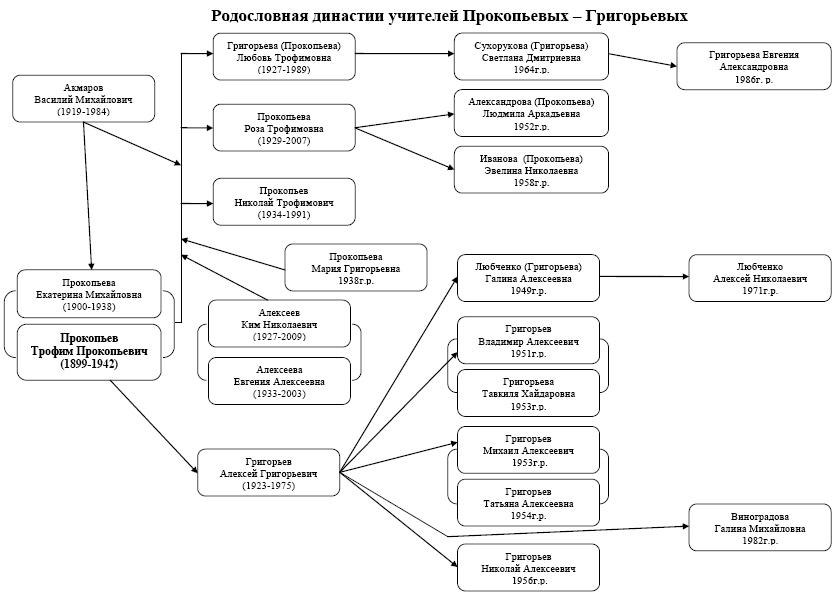 Родословная династии учителей Прокопьевых – Григорьевых
Акмаров
Василий Михайлович
(1919-1984)
Григорьева (Прокопьева)
Любовь Трофимовна
(1927-1989)
Сухорукова (Григорьева)
Светлана Дмитриевна
1964г.р.
Григорьева Евгения
Александровна
1986г. р.
Прокопьева
Роза Трофимовна
(1929-2007)
Александрова (Прокопьева)
Людмила Аркадьевна
1952г.р.
Иванова (Прокопьева)
Эвелина Николаевна
1958г.р.
Прокопьев
Николай Трофимович
(1934-1991)
Прокопьева
Мария Григорьевна
1938г.р.
Прокопьева
Екатерина Михайловна
(1900-1938)
Прокопьев
Трофим Прокопьевич
(1899-1942)
Алексеев
Ким Николаевич
(1927-2009)
Алексеева
Евгения Алексеевна
(1933-2003)
Григорьев
Алексей Григорьевич
(1923-1975)
Любченко (Григорьева)
Галина Алексеевна
1949г.р.
Любченко
Алексей Николаевич
1971г.р.
Григорьев
Владимир Алексеевич
1951г.р.
Григорьева
Тавкиля Хайдаровна
1953г.р.
Григорьев
Михаил Алексеевич
1953г.р.
Григорьев
Татьяна Алексеевна
1954г.р.
Виноградова
Галина Михайловна
1982г.р.
Григорьев
Николай Алексеевич
1956г.р.